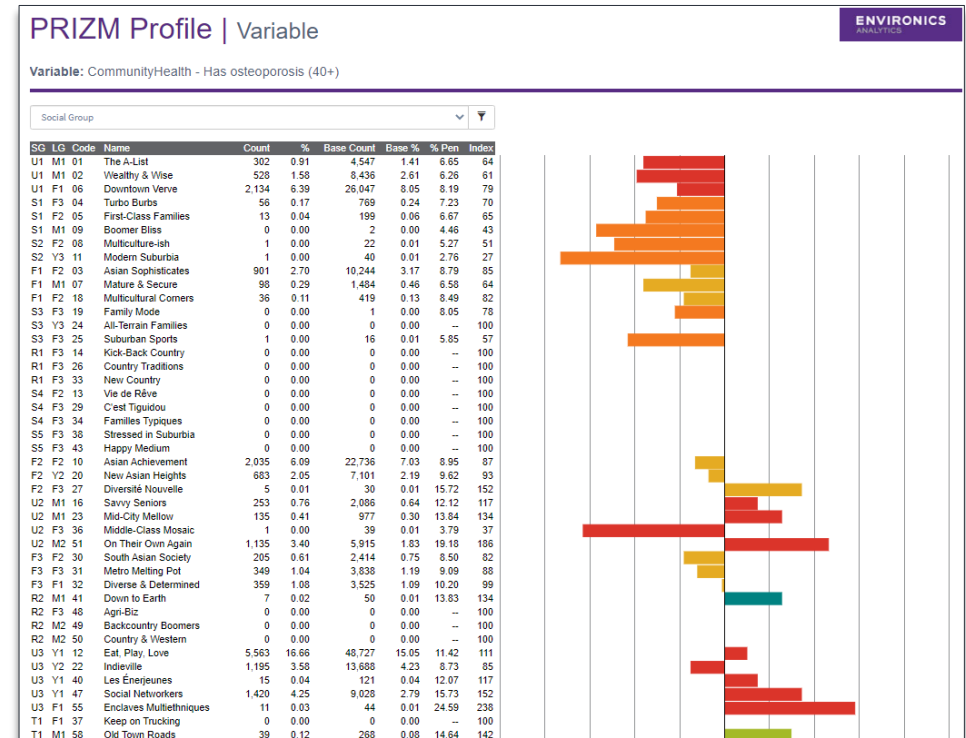 PRIZM Profile | Variable
ENVIRONICS
ANALYTICS
Variable: CommunityHealth - Has osteoporosis (40+)
Social Group
SG LG Code Name Count % Base Count Base % % Pen Index
U1 M1 01 The A-List 302 0.91 4,547 1.41 6.65 64
U1 M1 02 Wealthy & Wise 528 1.58 8,436 2.61 6.26 61
U1 F1 06 Downtown Verve 2,134 6.39 26,047 8.05 8.19 79
S1 F3 04 Turbo Burbs 56 0.17 769 0.24 7.23 70
S1 F2 05 First-Class Families 13 0.04 199 0.06 6.67 65
S1 M1 09 Boomer Bliss 0 0.00 2 0.00 4.46 43
S2 F2 08 Multiculture-ish 1 0.00 22 0.01 5.27 51
S2 Y3 11 Modern Suburbia 1 0.00 40 0.01 2.76 27
F1 F2 03 Asian Sophisticates 901 2.70 10,244 3.17 8.79 85
F1 M1 07 Mature & Secure 98 0.29 1,484 0.46 6.58 64
F1 F2 18 Multicultural Corners 36 0.11 419 0.13 8.49 82
S3 F3 19 Family Mode 0 0.00 1 0.00 8.05 78
S3 Y3 24 All-Terrain Families 0 0.00 0 0.00 -- 100
S3 F3 25 Suburban Sports 1 0.00 16 0.01 5.85 57
R1 F3 14 Kick-Back Country 0 0.00 0 0.00 -- 100
R1 F3 26 Country Traditions 0 0.00 0 0.00 -- 100
R1 F3 33 New Country 0 0.00 0 0.00 -- 100
S4 F2 13 Vie de Rêve 0 0.00 0 0.00 -- 100
S4 F3 29 C'est Tiguidou 0 0.00 0 0.00 -- 100
S4 F3 34 Familles Typiques 0 0.00 0 0.00 -- 100
S5 F3 38 Stressed in Suburbia 0 0.00 0 0.00 -- 100
S5 F3 43 Happy Medium 0 0.00 0 0.00 -- 100
F2 F2 10 Asian Achievement 2,035 6.09 22,736 7.03 8.95 87
F2 Y2 20 New Asian Heights 683 2.05 7,101 2.19 9.62 93
F2 F3 27 Diversité Nouvelle 5 0.01 30 0.01 15.72 152
U2 M1 16 Savvy Seniors 253 0.76 2,086 0.64 12.12 117
U2 M1 23 Mid-City Mellow 135 0.41 977 0.30 13.84 134
U2 F3 36 Middle-Class Mosaic 1 0.00 39 0.01 3.79 37
U2 M2 51 On Their Own Again 1,135 3.40 5,915 1.83 19.18 186
F3 F2 30 South Asian Society 205 0.61 2,414 0.75 8.50 82
F3 F3 31 Metro Melting Pot 349 1.04 3,838 1.19 9.09 88
F3 F1 32 Diverse & Determined 359 1.08 3,525 1.09 10.20 99
R2 M1 41 Down to Earth 7 0.02 50 0.01 13.83 134
R2 F3 48 Agri-Biz 0 0.00 0 0.00 -- 100
R2 M2 49 Backcountry Boomers 0 0.00 0 0.00 -- 100
R2 M2 50 Country & Western 0 0.00 0 0.00 -- 100
U3 Y1 12 Eat, Play, Love 5,563 16.66 48,727 15.05 11.42 111
U3 Y2 22 Indieville 1,195 3.58 13,688 4.23 8.73 85
U3 Y1 40 Les Énerjeunes 15 0.04 121 0.04 12.07 117
U3 Y1 47 Social Networkers 1,420 4.25 9,028 2.79 15.73 152
U3 F1 55 Enclaves Multiethniques 11 0.03 44 0.01 24.59 238
T1 F1 37 Keep on Trucking 0 0.00 0 0.00 -- 100
T1 M1 58 Old Town Roads 39 0.12 268 0.08 14.64 142